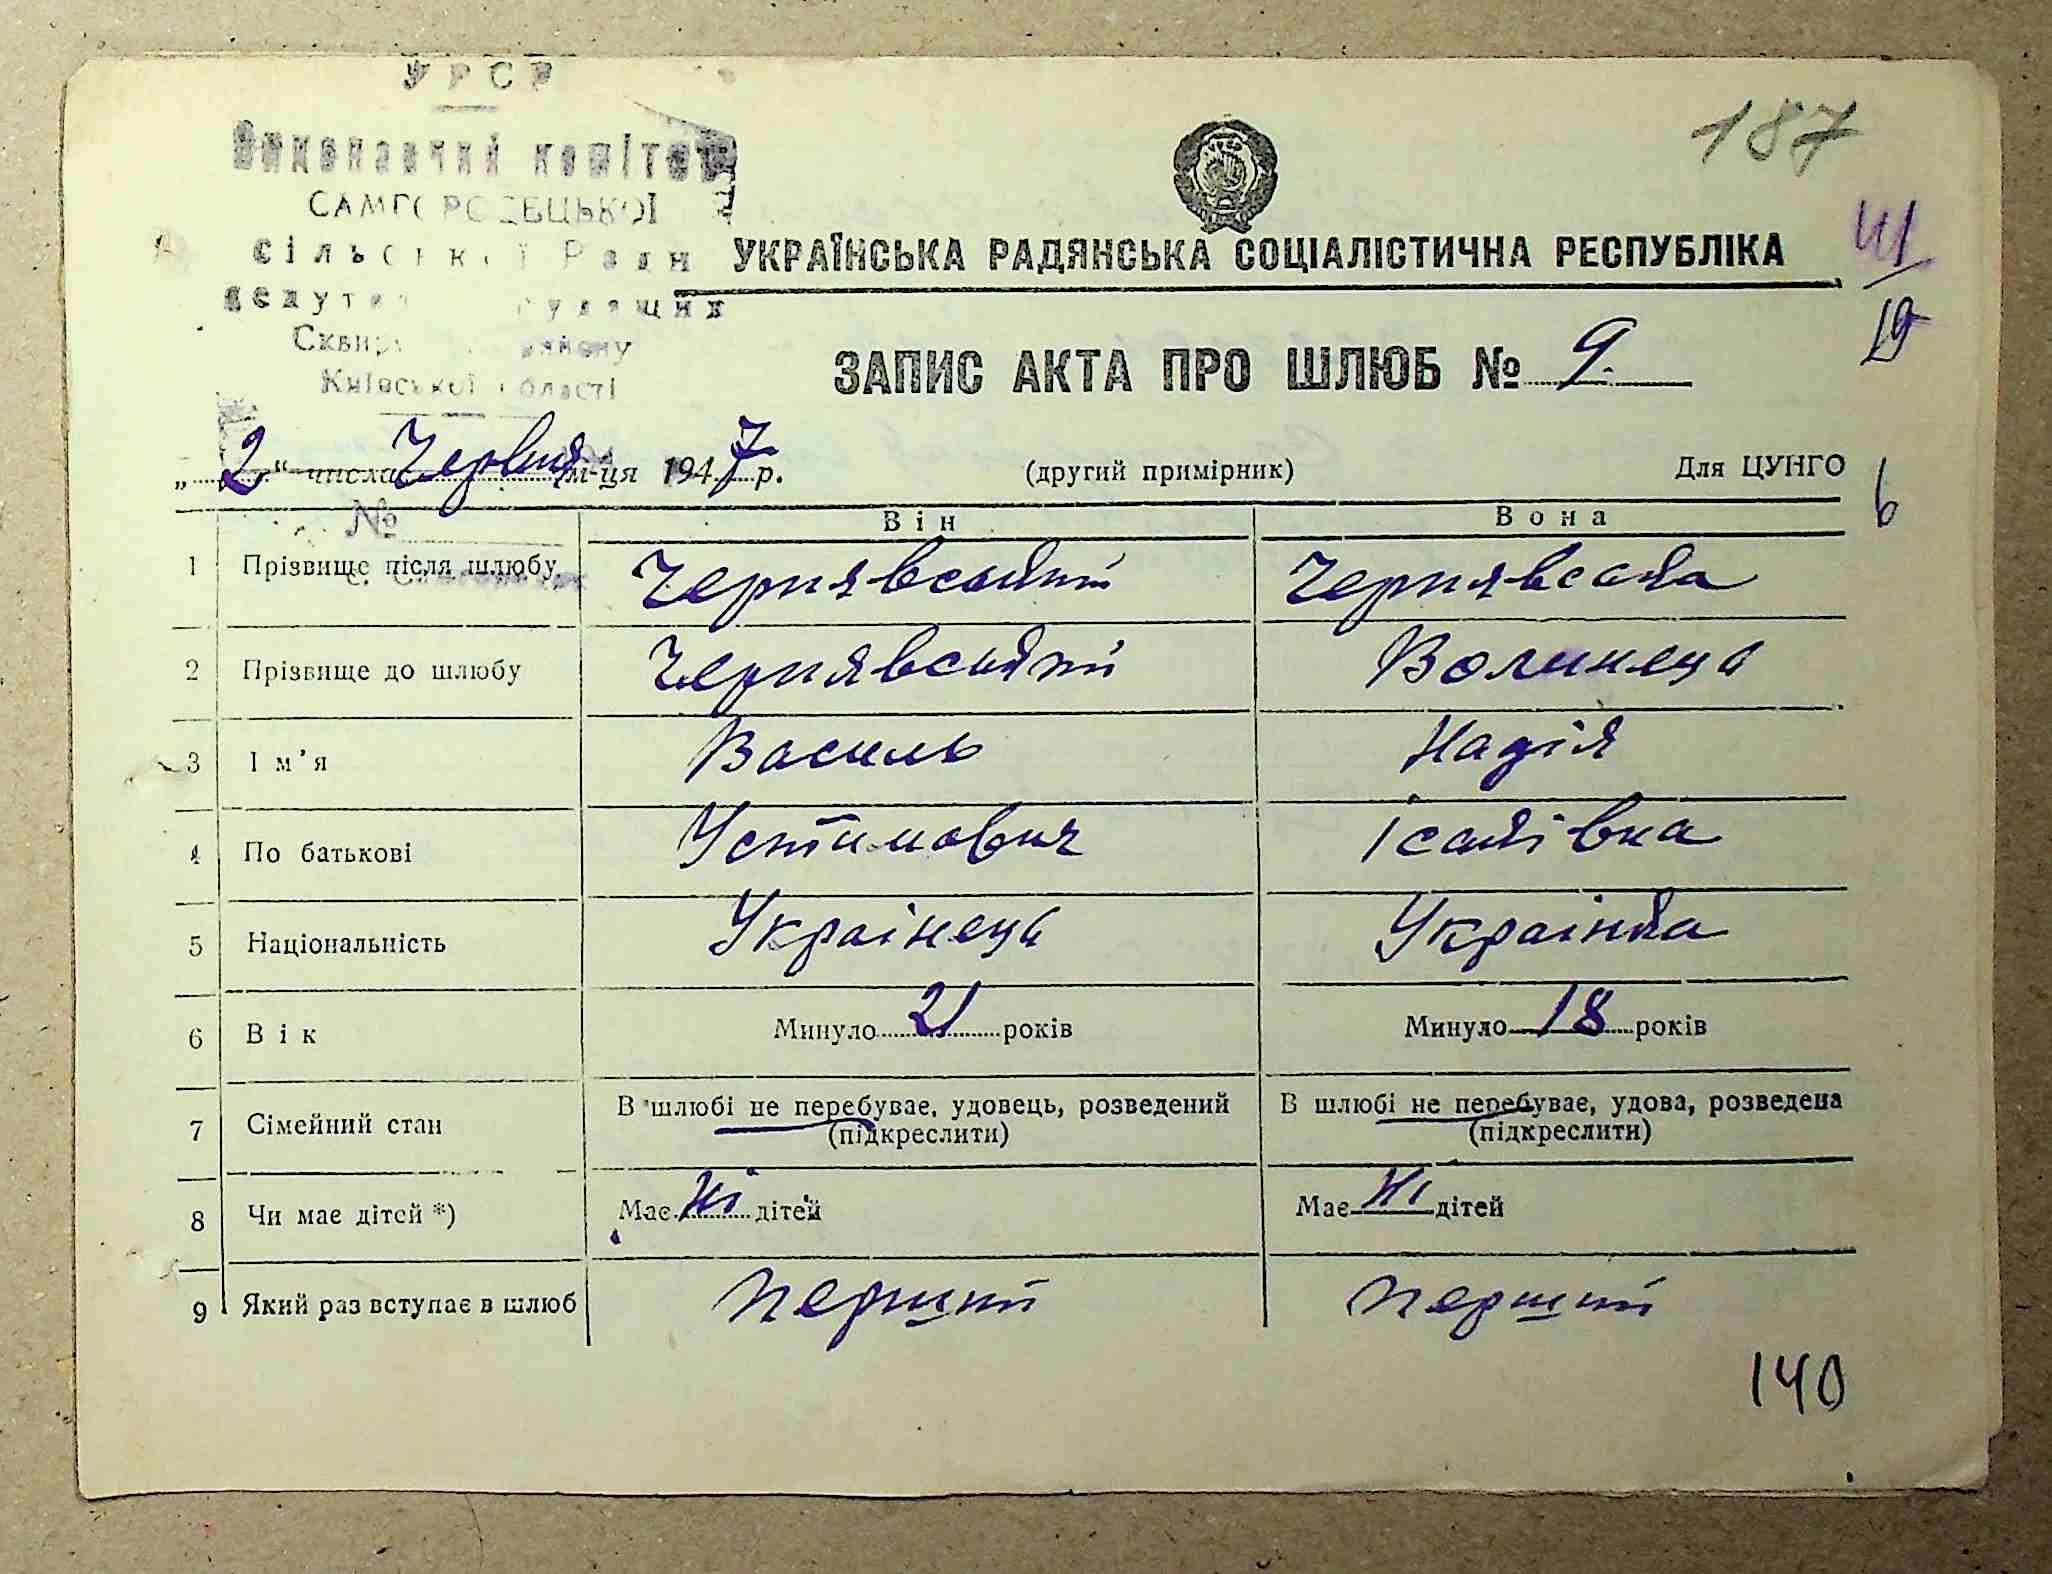 УРСР
Виконавчий комітет
САМГОРОДЕЦЬКОЇ
сільської Ради
депутатів трудящих
Сквирського району
Київської області
187
УКРАЇНСЬКА РАДЯНСЬКА СОЦІАЛІСТИЧНА РЕСПУБЛІКА
III/19
ЗАПИС АКТА ПРО ШЛЮБ № 9.
„2“ числа Червня м-ця 1947 р. (другий примірник) Для ЦУНГО
6
№
Він Вона
1 Прізвище після шлюбу Чернявський Чернявська
2 Прізвище до шлюбу Чернявський Волинець
3 Ім’я Василь Надія
4 По батькові Устимович Ісаківна
5 Національність Українець Українка
6 Вік Минуло 21 років Минуло 18 років
7 Сімейний стан В шлюбі не перебуває, удовець, розведений (підкреслити) В шлюбі не перебуває, удова, розведена (підкреслити)
8 Чи має дітей *) Має Ні дітей Має Ні дітей
9 Який раз вступає в шлюб перший перший
140